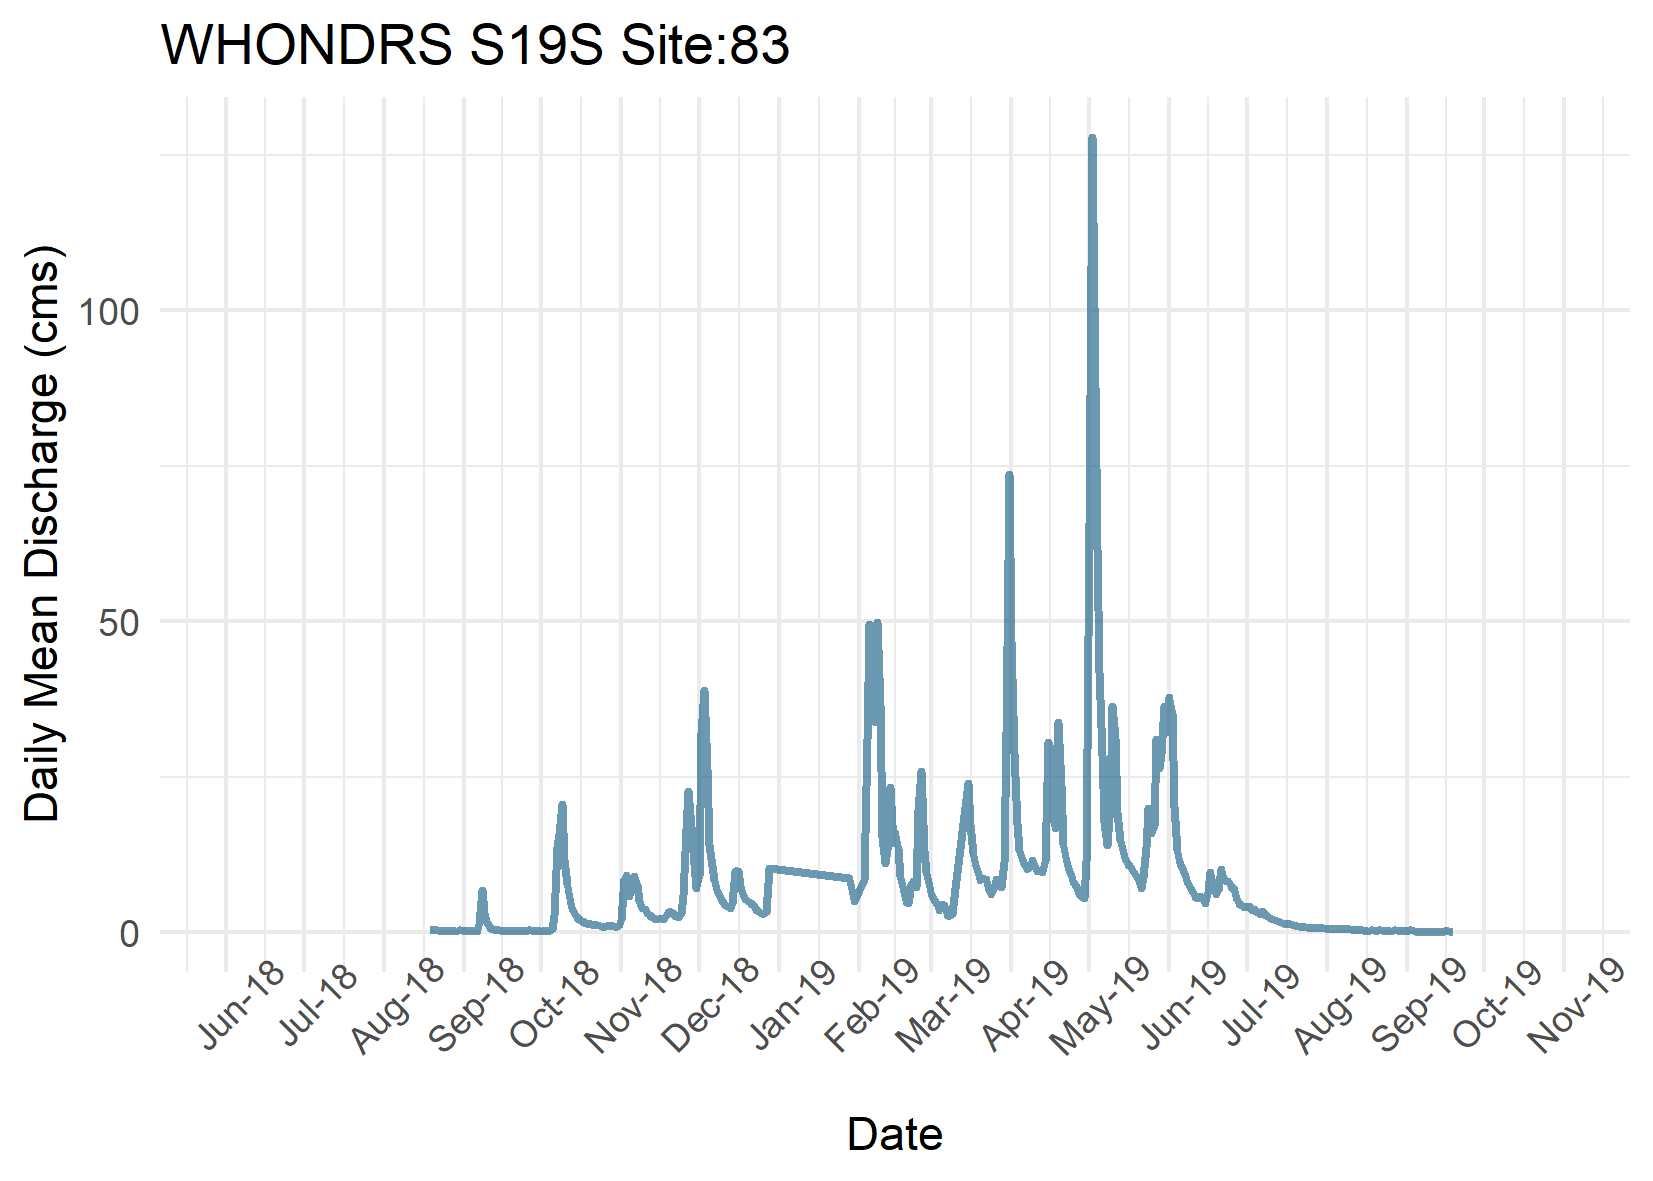 WHONDRS S19S Site:83
Daily Mean Discharge (cms)
100
50
0
Jun-18
Jul-18
Aug-18
Sep-18
Oct-18
Nov-18
Dec-18
Jan-19
Feb-19
Mar-19
Apr-19
May-19
Jun-19
Jul-19
Aug-19
Sep-19
Oct-19
Nov-19
Date